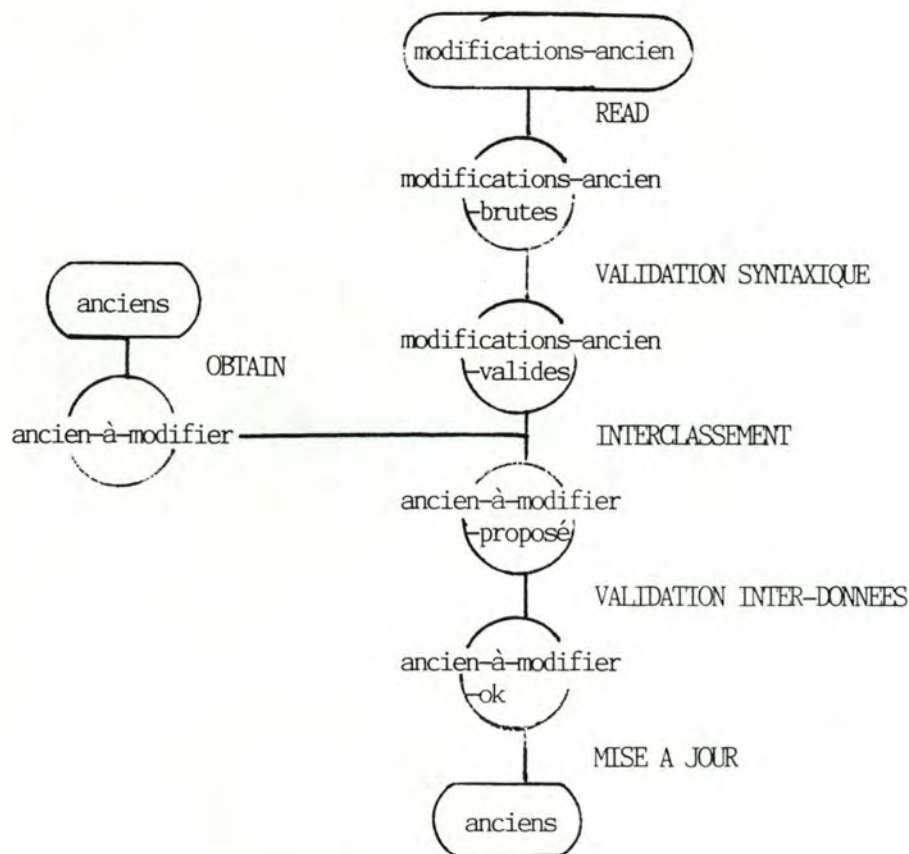 modifications-ancien
READ
modifications-ancien
-brutes
VALIDATION SYNTAXIQUE
anciens
modifications-ancien
-valides
OBTAIN
ancien-à-modifier
INTERCLASSEMENT
ancien-à-modifier
-proposé
VALIDATION INTER-DONNEES
ancien-à-modifier
-ok
MISE A JOUR
anciens